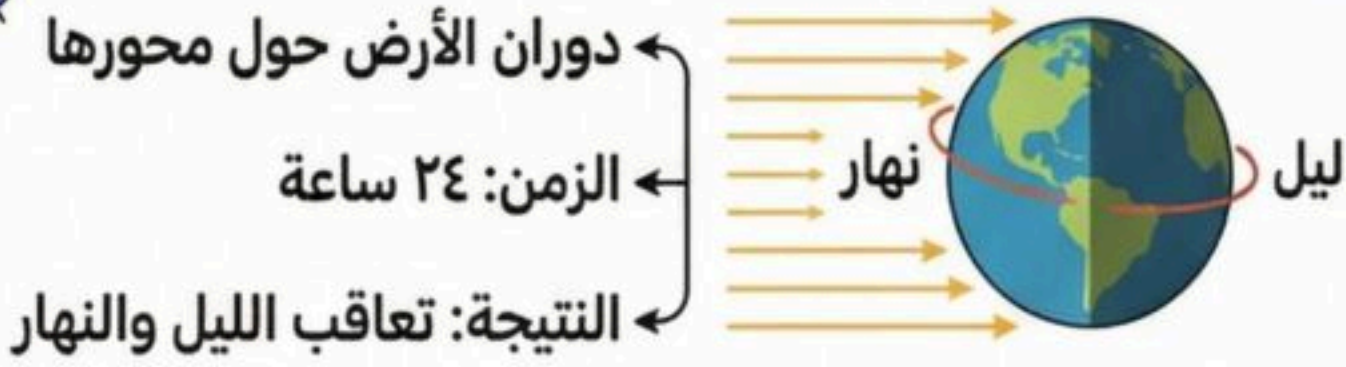 دوران الأرض حول محورها
الزمن: ٢٤ ساعة
النتيجة: تعاقب الليل والنهار
ليل
نهار